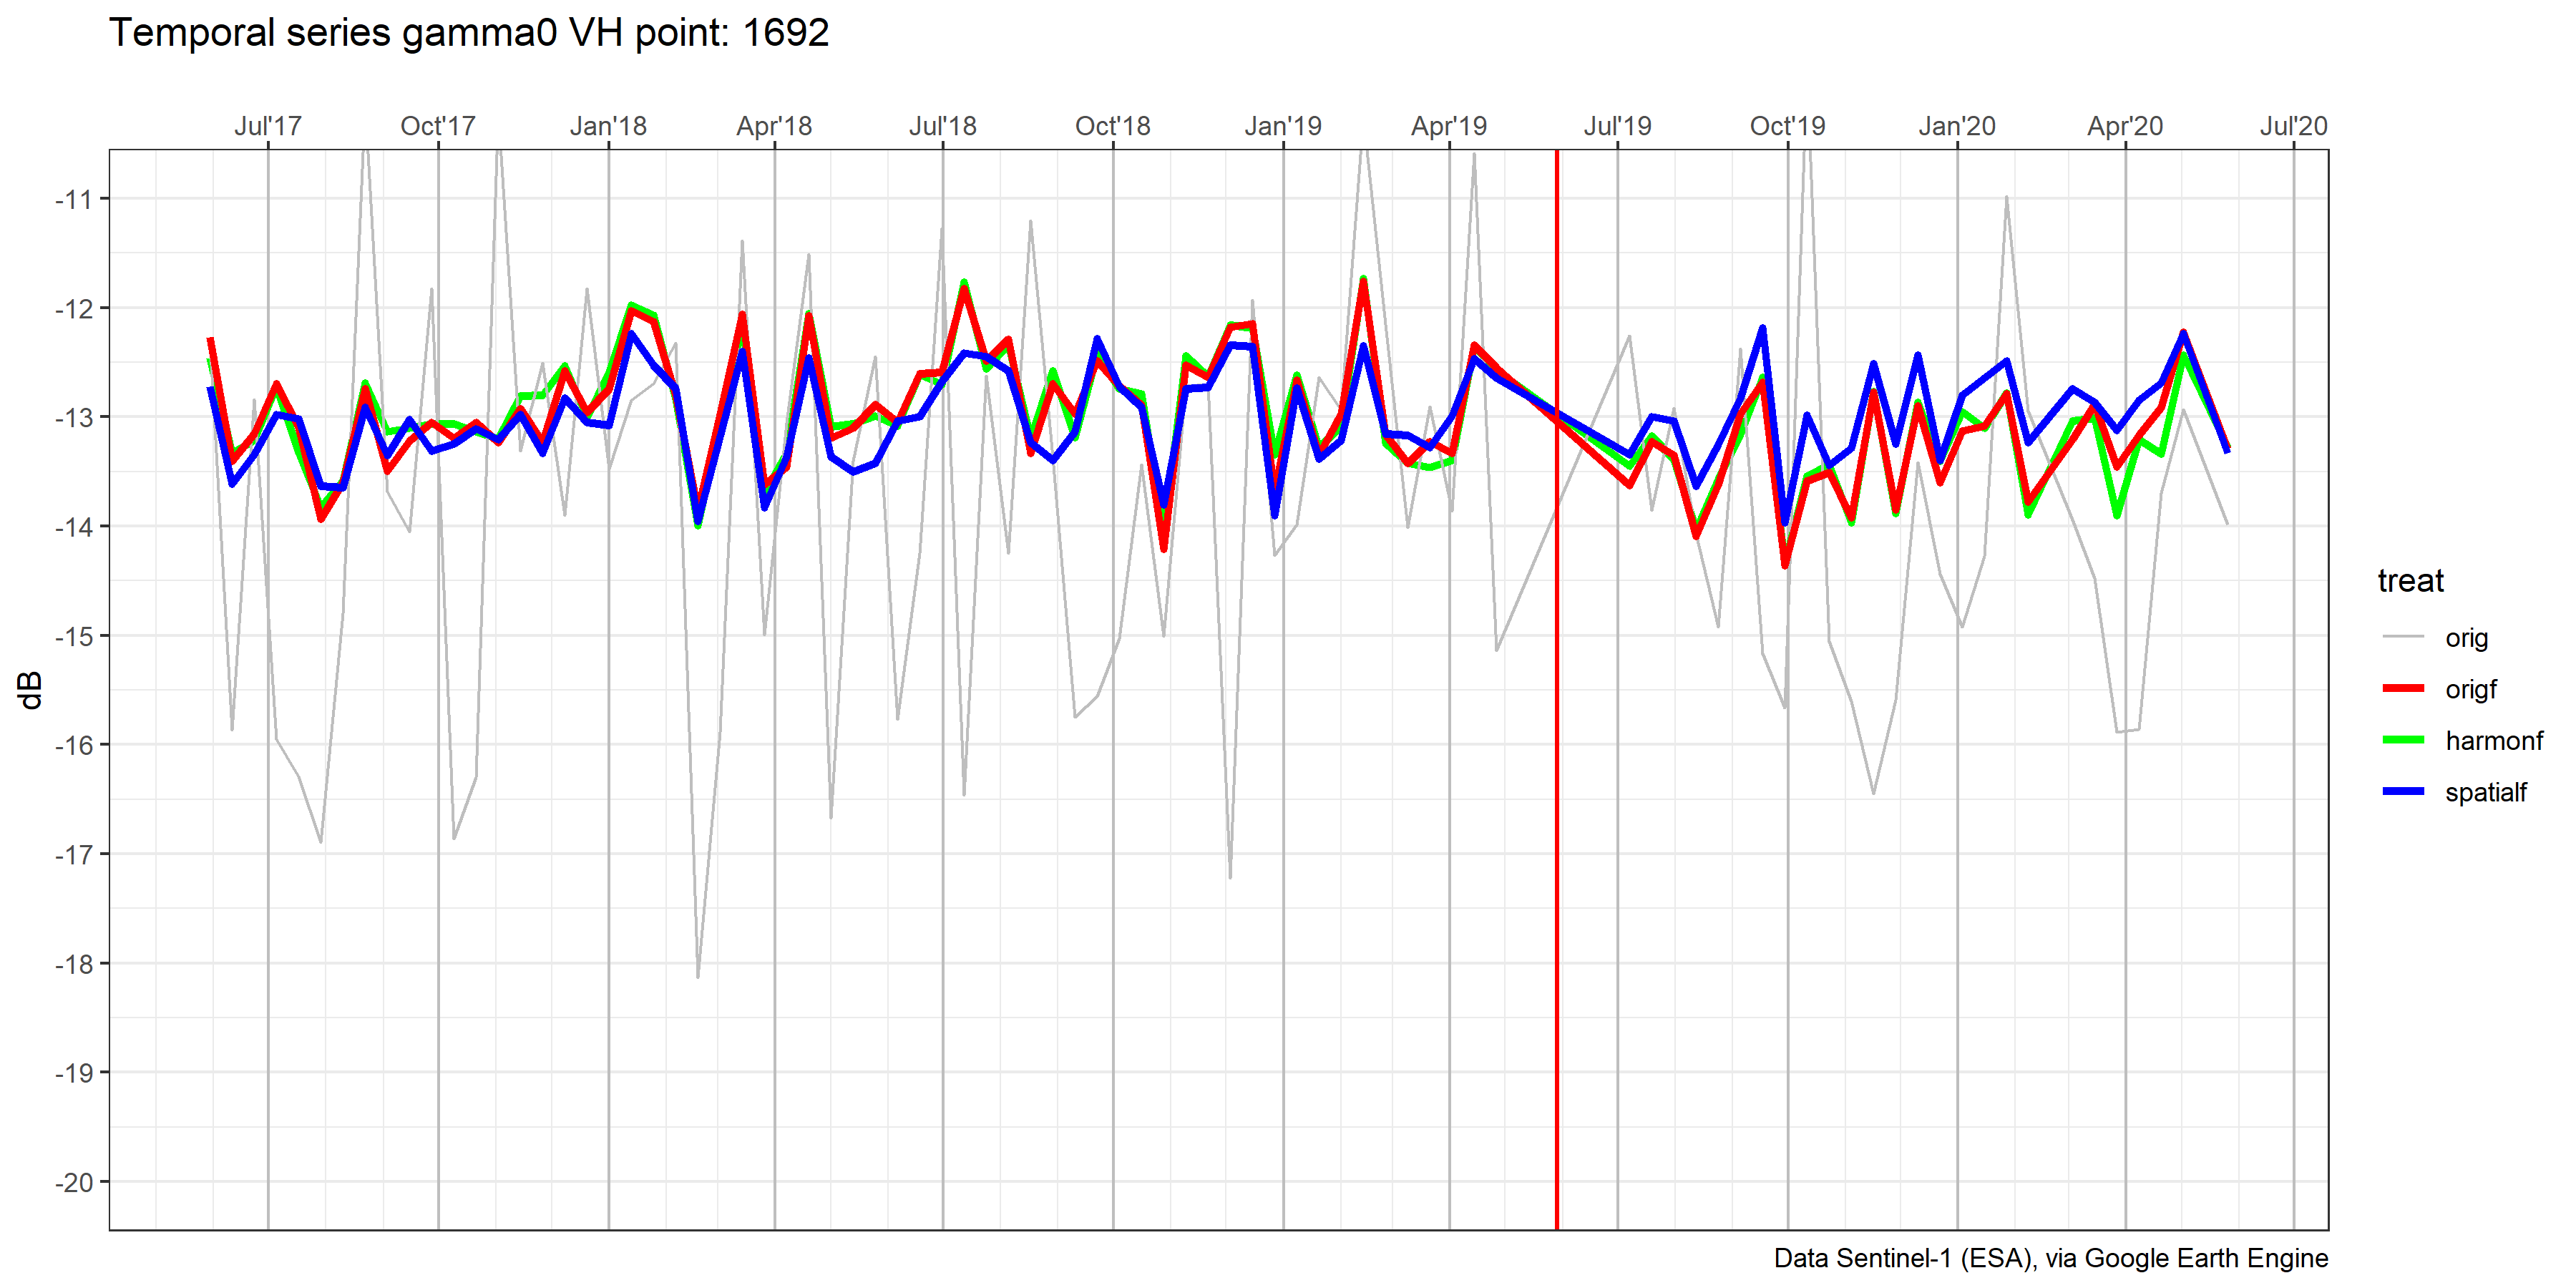 Temporal series gamma0 VH point: 1692
Jul'17 Oct'17 Jan'18 Apr'18 Jul'18 Oct'18 Jan'19 Apr'19 Jul'19 Oct'19 Jan'20 Apr'20 Jul'20
-11
-12
-13
-14
-15
-16
-17
-18
-19
-20
dB
treat
orig
origf
harmonf
spatialf
Data Sentinel-1 (ESA), via Google Earth Engine